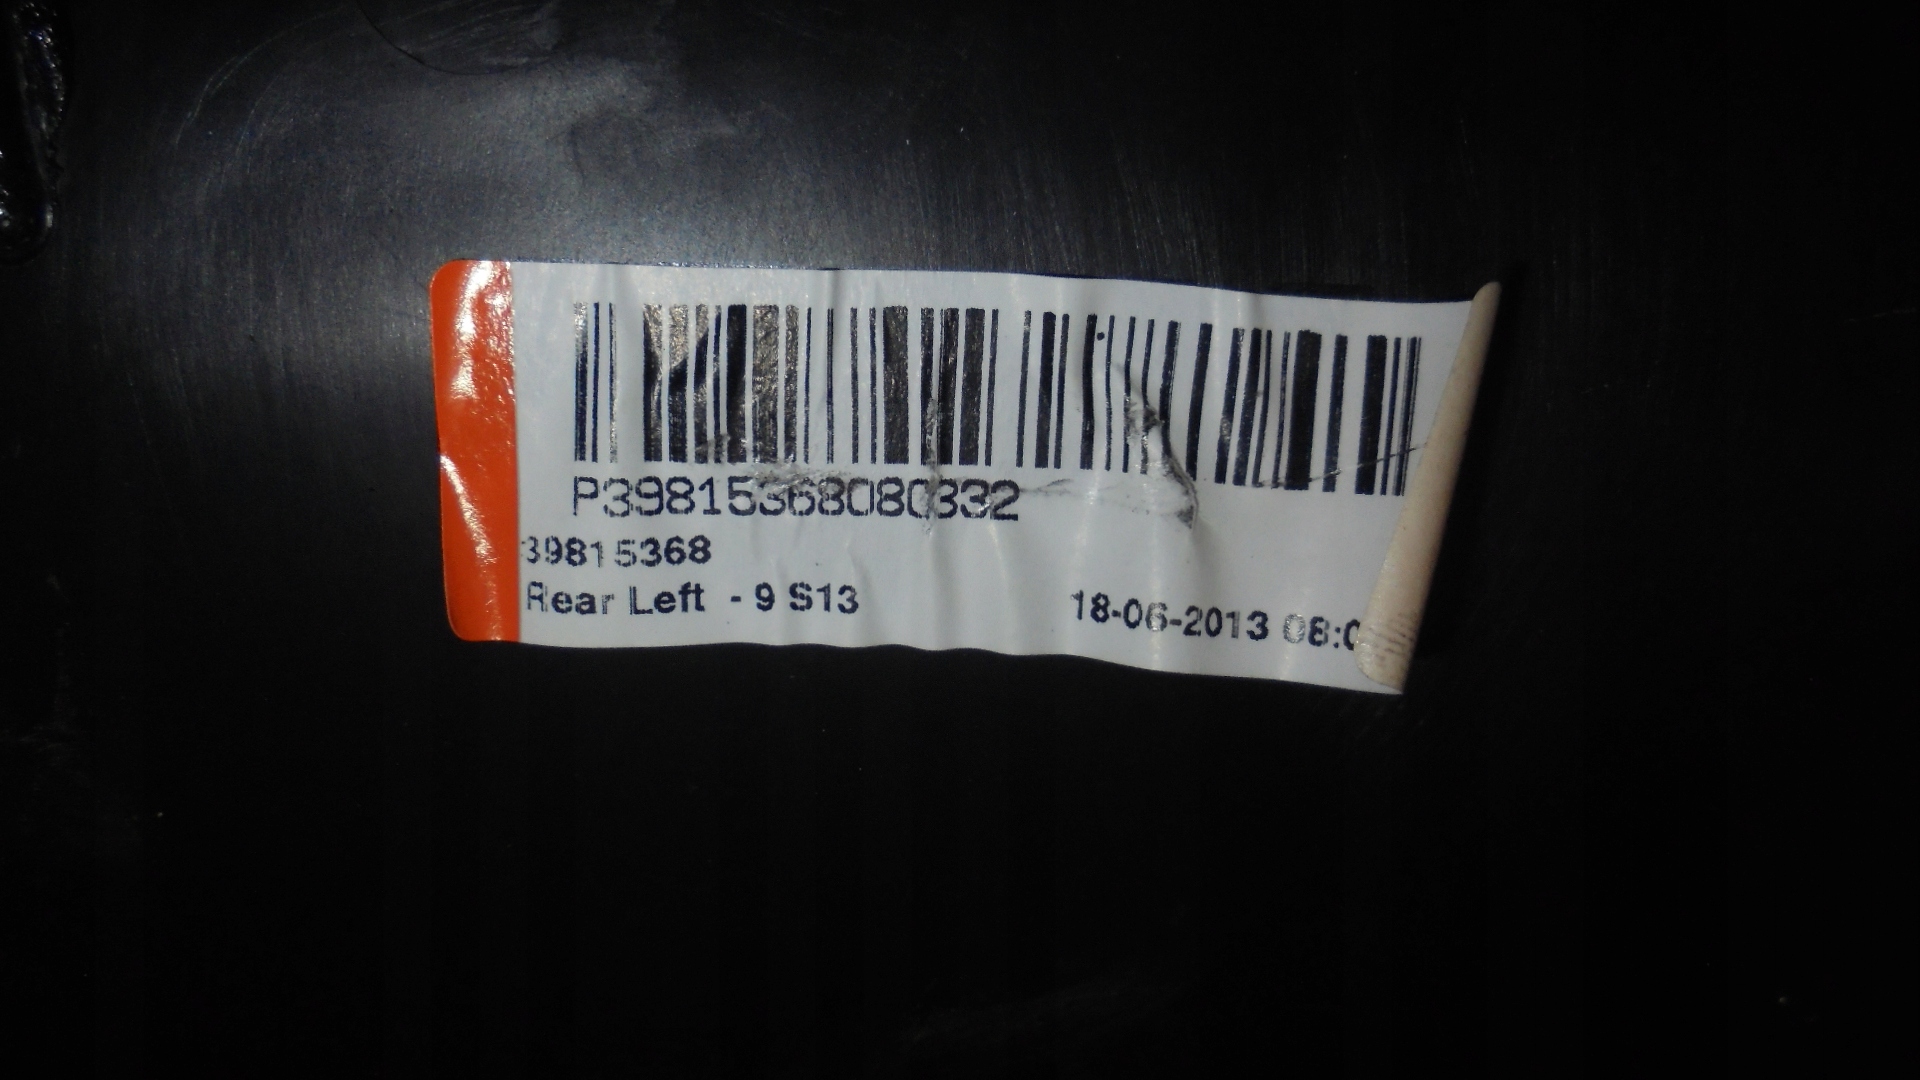 P39815368080332
39815368
Rear Left - 9 S13
18-06-2013 08:0